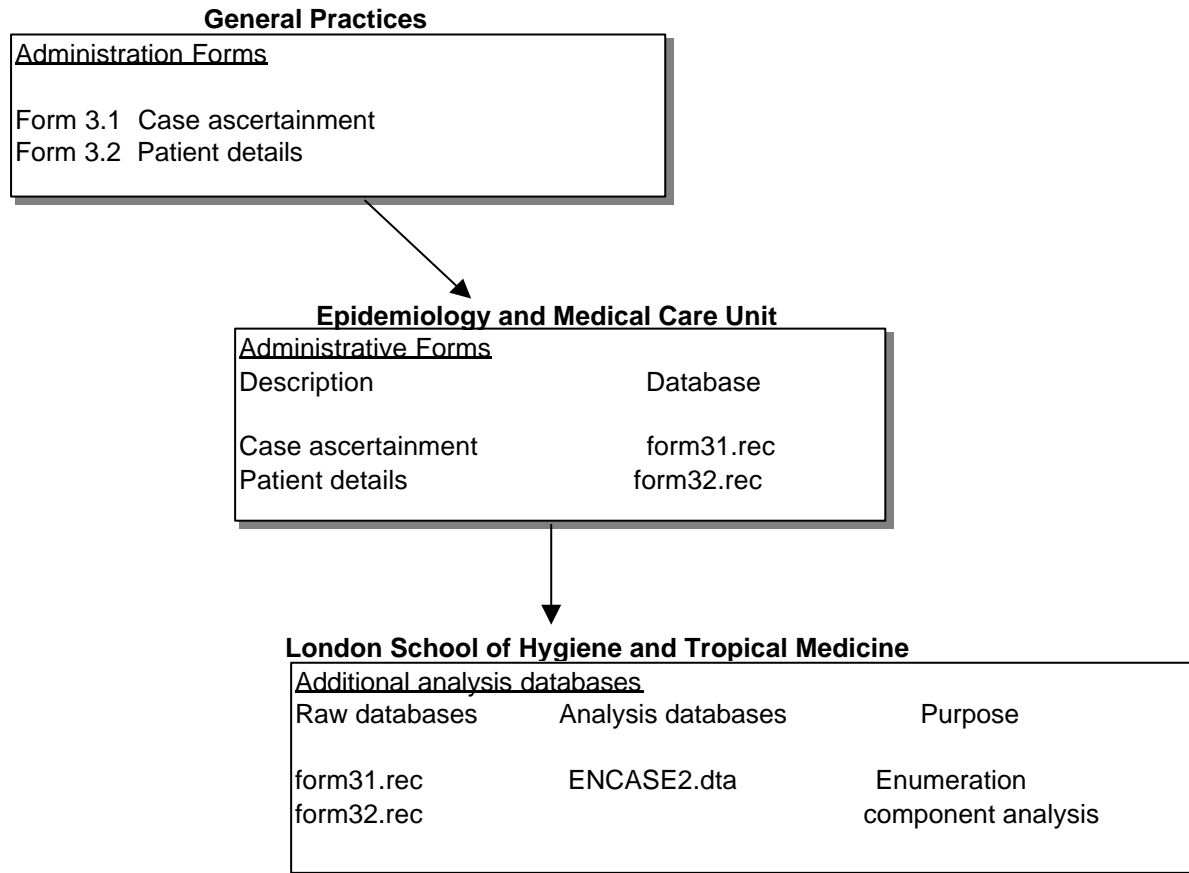 General Practices
Administration Forms
Form 3.1 Case ascertainment
Form 3.2 Patient details
Epidemiology and Medical Care Unit
Administrative Forms
Description Database
Case ascertainment form31.rec
Patient details form32.rec
London School of Hygiene and Tropical Medicine
Additional analysis databases
Raw databases Analysis databases Purpose
form31.rec ENCASE2.dta Enumeration
form32.rec component analysis